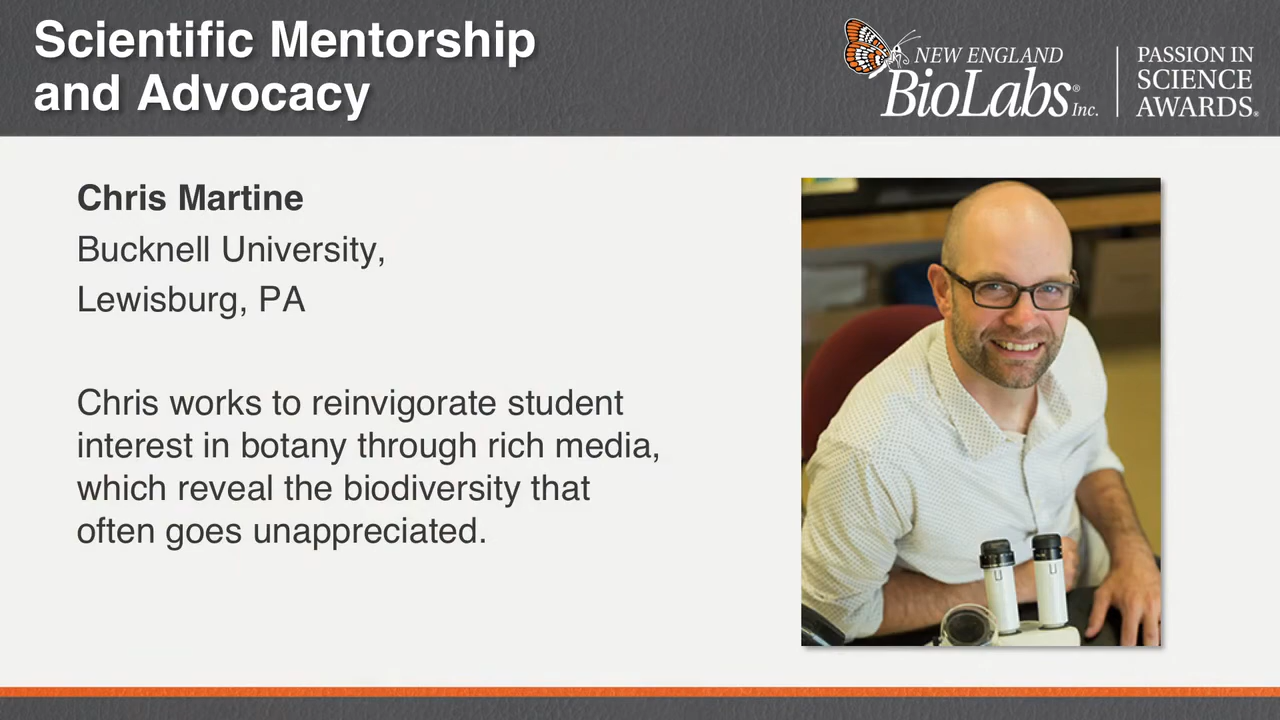 Scientific Mentorship
and Advocacy
NEW ENGLAND
BioLabs® Inc.
PASSION IN
SCIENCE
AWARDS®
Chris Martine
Bucknell University,
Lewisburg, PA
Chris works to reinvigorate student
interest in botany through rich media,
which reveal the biodiversity that
often goes unappreciated.